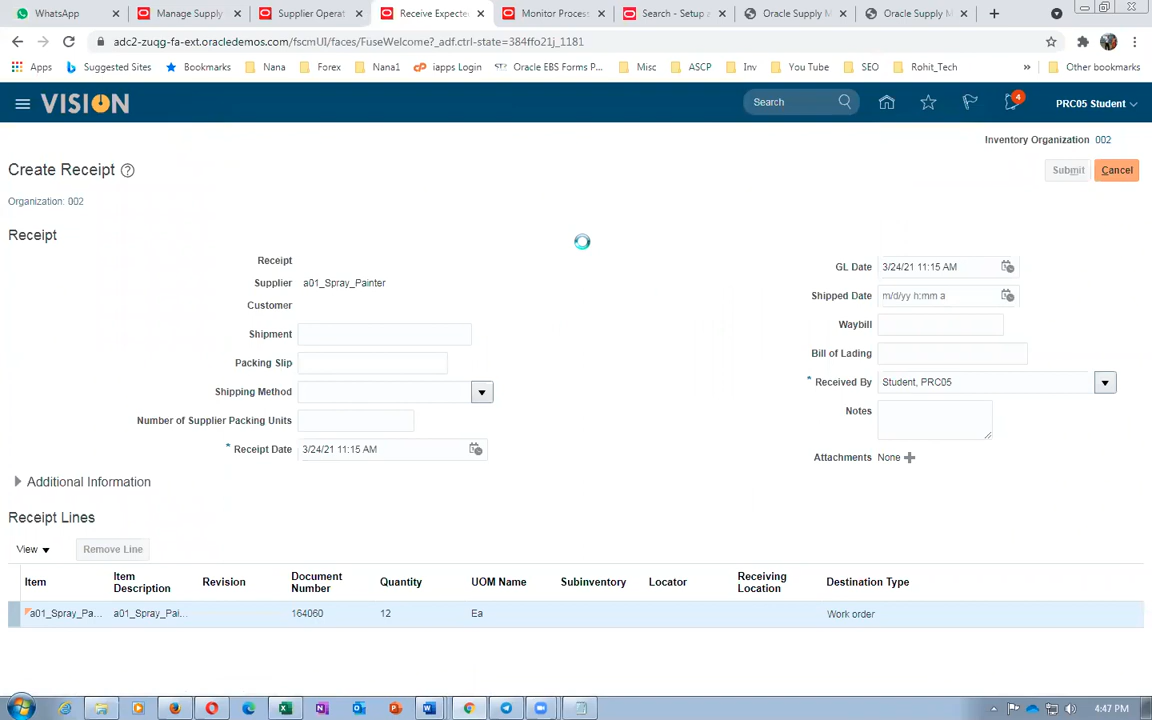 WhatsApp
Manage Supply
Supplier Operat
Receive Expecte
Monitor Process
Search - Setup a
Oracle Supply M
Oracle Supply M
adc2-zuqg-fa-ext.oracledemos.com/fscmUI/faces/FuseWelcome?_adf.ctrl-state=384ffo21j_1181
Apps Suggested Sites Bookmarks Nana Forex Nana1 iapps Login Oracle EBS Forms P... Misc ASCP Inv You Tube SEO Rohit_Tech » Other bookmarks
VISION Search 4 PRC05 Student
Inventory Organization 002
Create Receipt ? Submit Cancel
Organization: 002
Receipt
Receipt
Supplier a01_Spray_Painter
Customer
Shipment
Packing Slip
Shipping Method
Number of Supplier Packing Units
* Receipt Date 3/24/21 11:15 AM
GL Date 3/24/21 11:15 AM
Shipped Date m/d/yy h:mm a
Waybill
Bill of Lading
* Received By Student, PRC05
Notes
Attachments None
Additional Information
Receipt Lines
View Remove Line
Item Item Description Revision Document Number Quantity UOM Name Subinventory Locator Receiving Location Destination Type
a01_Spray_Pa... a01_Spray_Pai... 164060 12 Ea Work order
4:47 PM